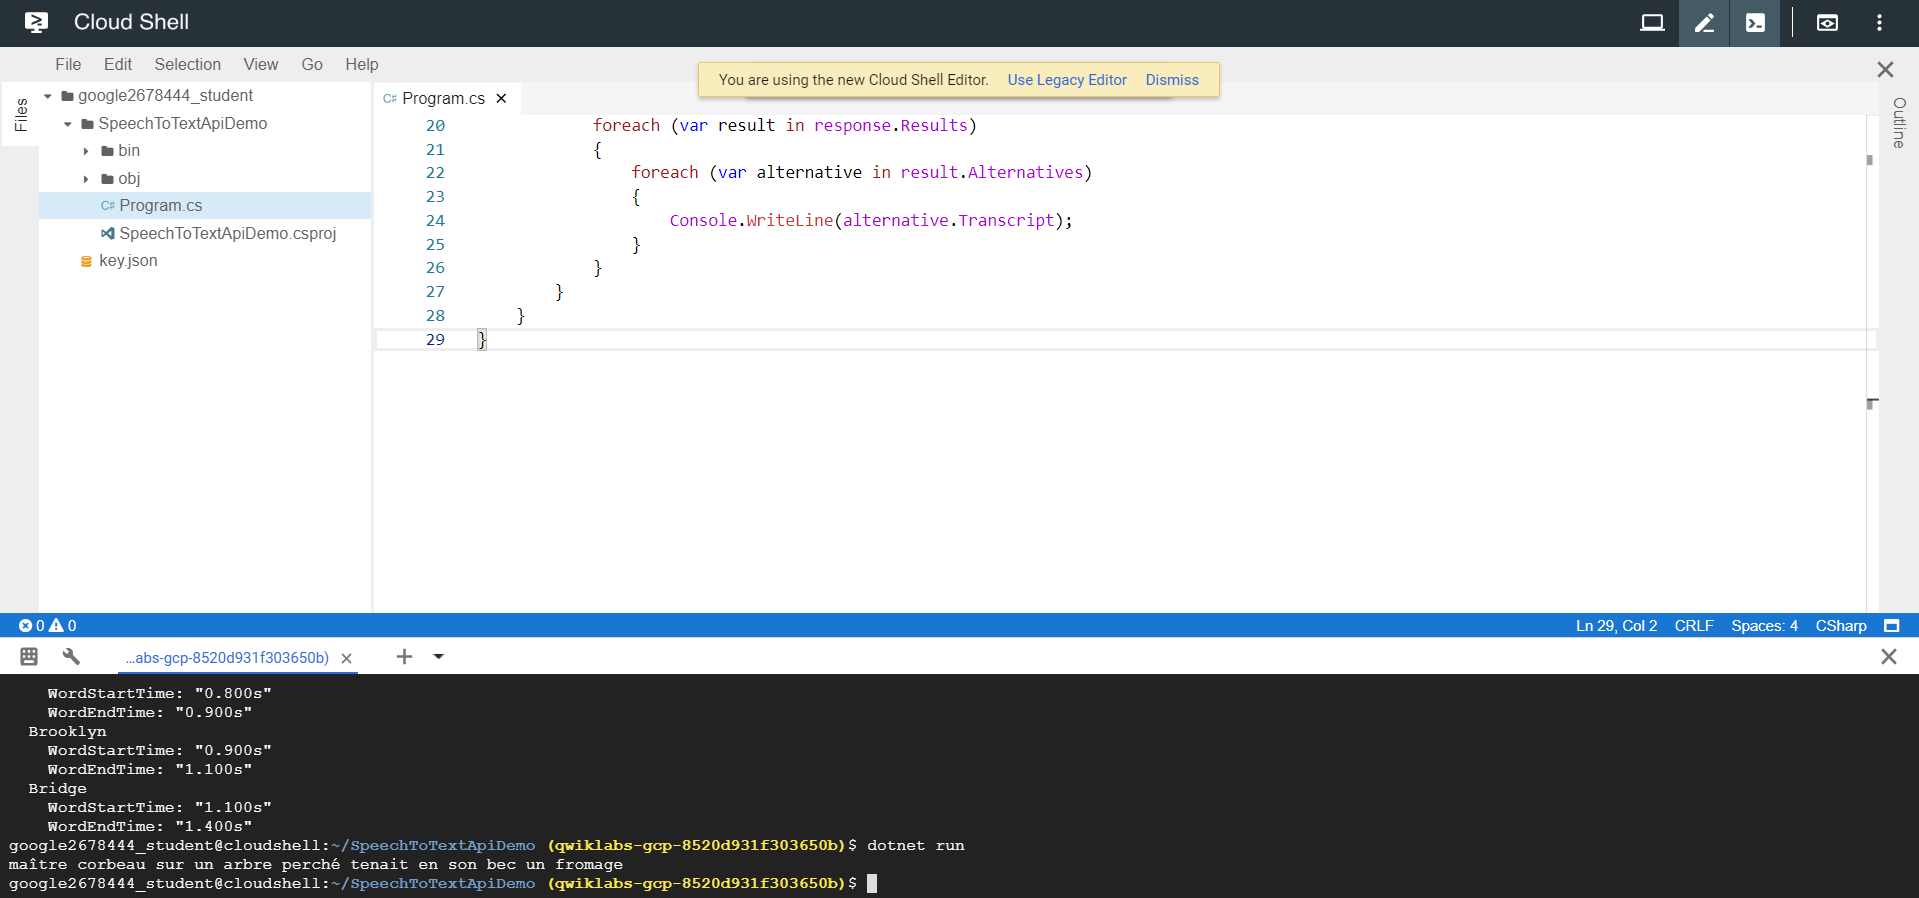 Cloud Shell
File Edit Selection View Go Help
You are using the new Cloud Shell Editor. Use Legacy Editor Dismiss
Files
google2678444_student
SpeechToTextApiDemo
bin
obj
C# Program.cs
SpeechToTextApiDemo.csproj
key.json
C# Program.cs
20 foreach (var result in response.Results)
21 {
22 foreach (var alternative in result.Alternatives)
23 {
24 Console.WriteLine(alternative.Transcript);
25 }
26 }
27 }
28 }
29 }
Outline
0 0 Ln 29, Col 2 CRLF Spaces: 4 CSharp
...abs-gcp-8520d931f303650b)
WordStartTime: "0.800s"
WordEndTime: "0.900s"
Brooklyn
WordStartTime: "0.900s"
WordEndTime: "1.100s"
Bridge
WordStartTime: "1.100s"
WordEndTime: "1.400s"
google2678444_student@cloudshell:~/SpeechToTextApiDemo (qwiklabs-gcp-8520d931f303650b)$ dotnet run
maître corbeau sur un arbre perché tenait en son bec un fromage
google2678444_student@cloudshell:~/SpeechToTextApiDemo (qwiklabs-gcp-8520d931f303650b)$